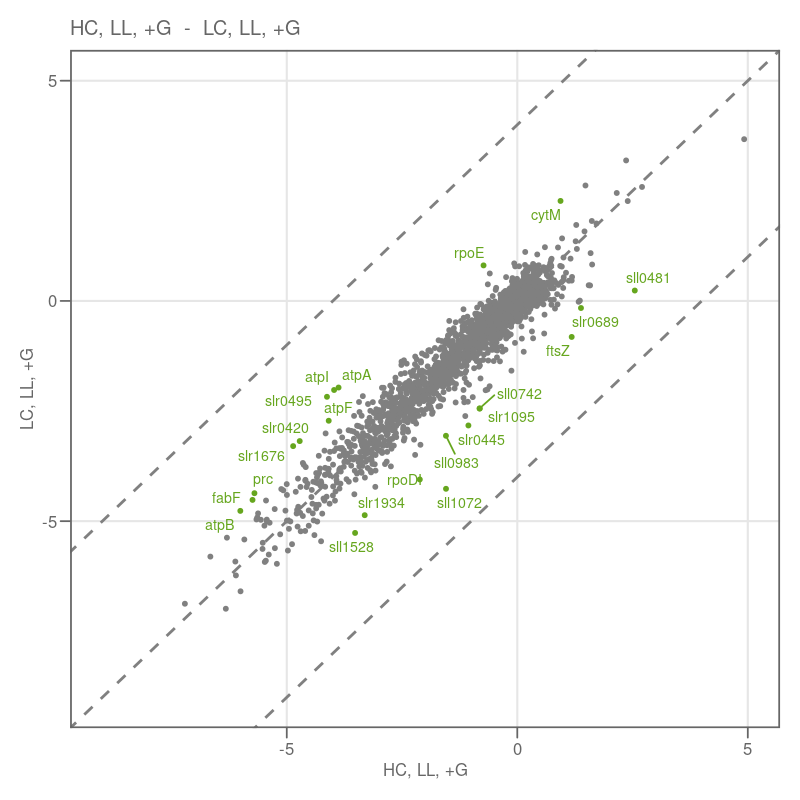 HC, LL, +G  -  LC, LL, +G
5
cytM
rpoE
sll0481
0
slr0689
ftsZ
atpI
atpA
sll0742
slr0495
atpF
slr1095
slr0420
slr0445
slr1676
sll0983
prc
rpoDI
fabF
slr1934
sll1072
atpB
-5
sll1528
LC, LL, +G
-5
0
5
HC, LL, +G